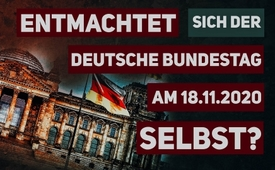 ENTMACHTET SICH DER
DEUTSCHE BUNDESTAG
AM 18.11.2020
SELBST?